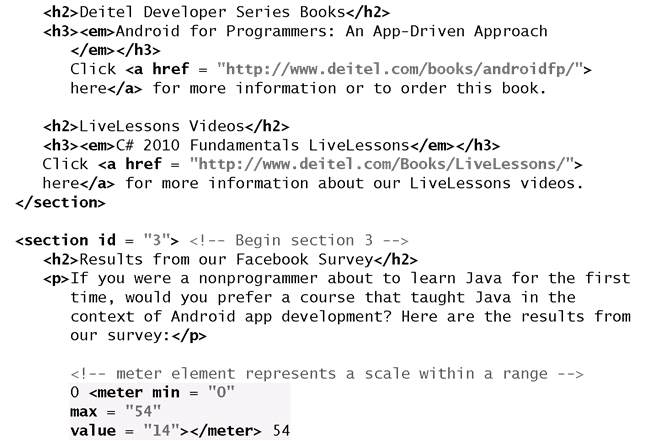 <h2>Deitel Developer Series Books</h2>
<h3><em>Android for Programmers: An App-Driven Approach
</em></h3>
Click <a href = "http://www.deitel.com/books/androidfp/">
here</a> for more information or to order this book.
<h2>LiveLessons Videos</h2>
<h3><em>C# 2010 Fundamentals LiveLessons</em></h3>
Click <a href = "http://www.deitel.com/Books/LiveLessons/">
here</a> for more information about our LiveLessons videos.
</section>
<section id = "3"> <!-- Begin section 3 -->
<h2>Results from our Facebook Survey</h2>
<p>If you were a nonprogrammer about to learn Java for the first
time, would you prefer a course that taught Java in the
context of Android app development? Here are the results from
our survey:</p>
<!-- meter element represents a scale within a range -->
0 <meter min = "0"
max = "54"
value = "14"></meter> 54